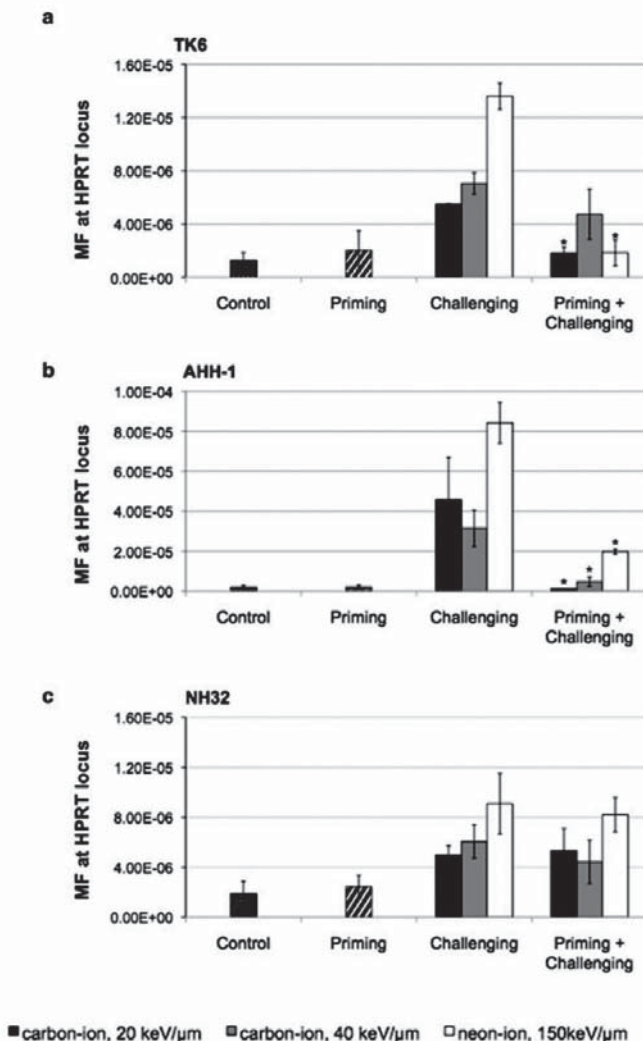 a
TK6
MF at HPRT locus
1.60E-05
1.20E-05
8.00E-06
4.00E-06
0.00E+00
* *
Control Priming Challenging Priming + Challenging
b
AHH-1
MF at HPRT locus
1.00E-04
8.00E-05
6.00E-05
4.00E-05
2.00E-05
0.00E+00
* * *
Control Priming Challenging Priming + Challenging
c
NH32
MF at HPRT locus
1.60E-05
1.20E-05
8.00E-06
4.00E-06
0.00E+00
Control Priming Challenging Priming + Challenging
carbon-ion, 20 keV/µm carbon-ion, 40 keV/µm neon-ion, 150keV/µm